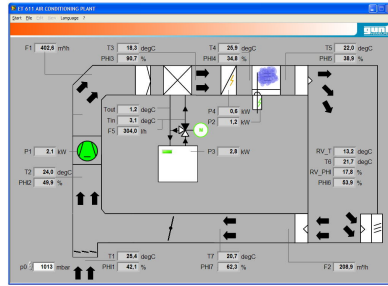 ET 611 AIR CONDITIONING PLANT
Start File Language ?
gunt
F1 402,6 m³/h
T3 18,3 degC
PHI3 80,7 %
T4 25,9 degC
PHI4 34,8 %
T5 22,0 degC
PHI5 38,9 %
Tout 1,2 degC
Tin 3,1 degC
F5 304,0 l/h
P4 0,6 kW
P2 1,2 kW
P1 2,1 kW
P3 2,8 kW
T2 24,0 degC
PHI2 49,9 %
RV_T 13,2 degC
T6 21,7 degC
RV_PHI 17,8 %
PHI6 53,9 %
T1 25,4 degC
PHI1 42,1 %
T7 20,7 degC
PHI7 62,3 %
p0 1013 mbar
F2 208,9 m³/h